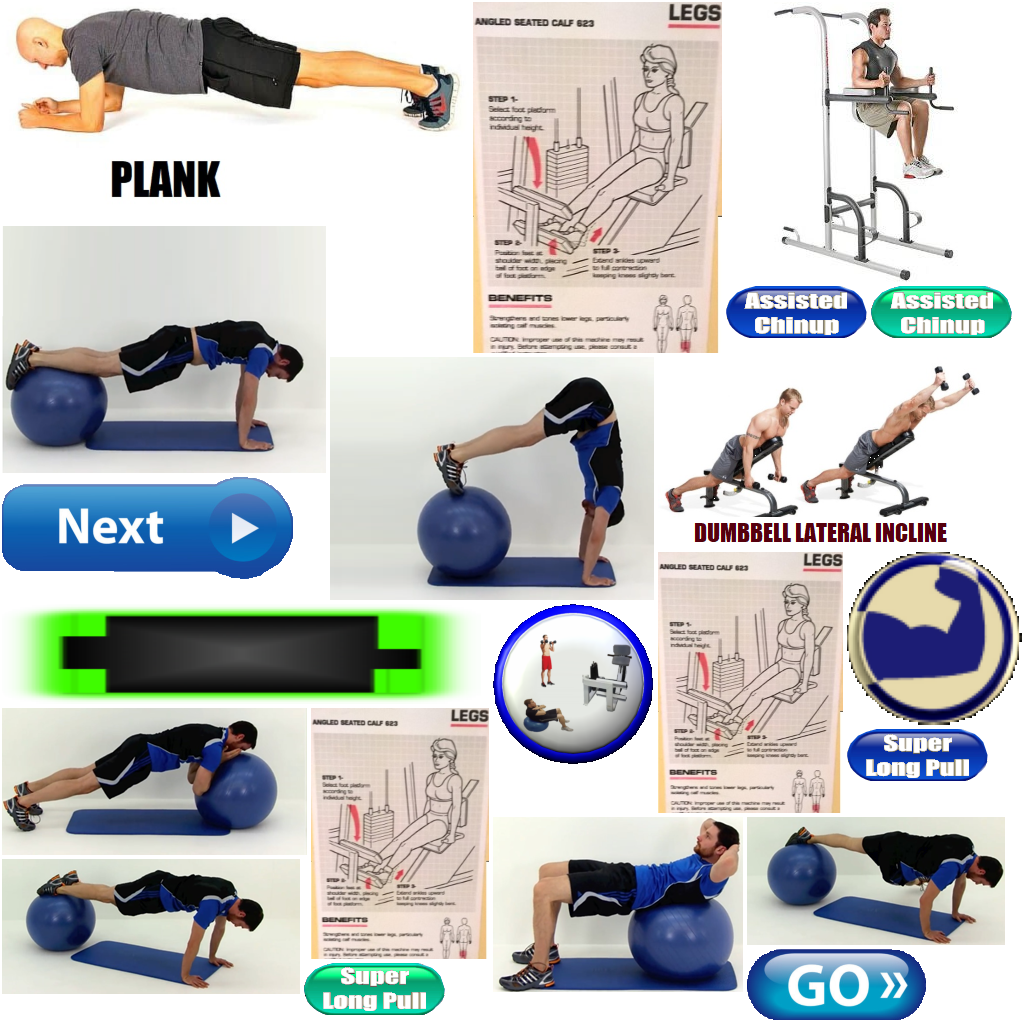 PLANK
ANGLED SEATED CALF 623
LEGS
STEP 1-
Select foot platform
according to
individual height.
STEP 2-
Position feet at
shoulder width, placing
ball of foot on edge
of foot platform.
STEP 3-
Extend ankles upward
to full contraction
keeping knees slightly bent.
BENEFITS
Strengthens and tones lower legs, particularly
isolating calf muscles.
CAUTION: Improper use of this machine may result
in injury. Before attempting use, please consult a
Assisted
Chinup
Assisted
Chinup
Next
DUMBBELL LATERAL INCLINE
ANGLED SEATED CALF 623
LEGS
STEP 1-
Select foot platform
according to
individual height.
STEP 2-
Position feet at
shoulder width, placing
ball of foot on edge
of foot platform.
STEP 3-
Extend ankles upward
to full contraction
keeping knees slightly bent.
BENEFITS
Strengthens and tones lower legs, particularly
isolating calf muscles.
CAUTION: Improper use of this machine may result
in injury. Before attempting use, please consult a
Super
Long Pull
ANGLED SEATED CALF 623
LEGS
STEP 1-
Select foot platform
according to
individual height.
STEP 2-
Position feet at
shoulder width, placing
ball of foot on edge
of foot platform.
STEP 3-
Extend ankles upward
to full contraction
keeping knees slightly bent.
BENEFITS
Strengthens and tones lower legs, particularly
isolating calf muscles.
CAUTION: Improper use of this machine may result
in injury. Before attempting use, please consult a
Super
Long Pull
GO »